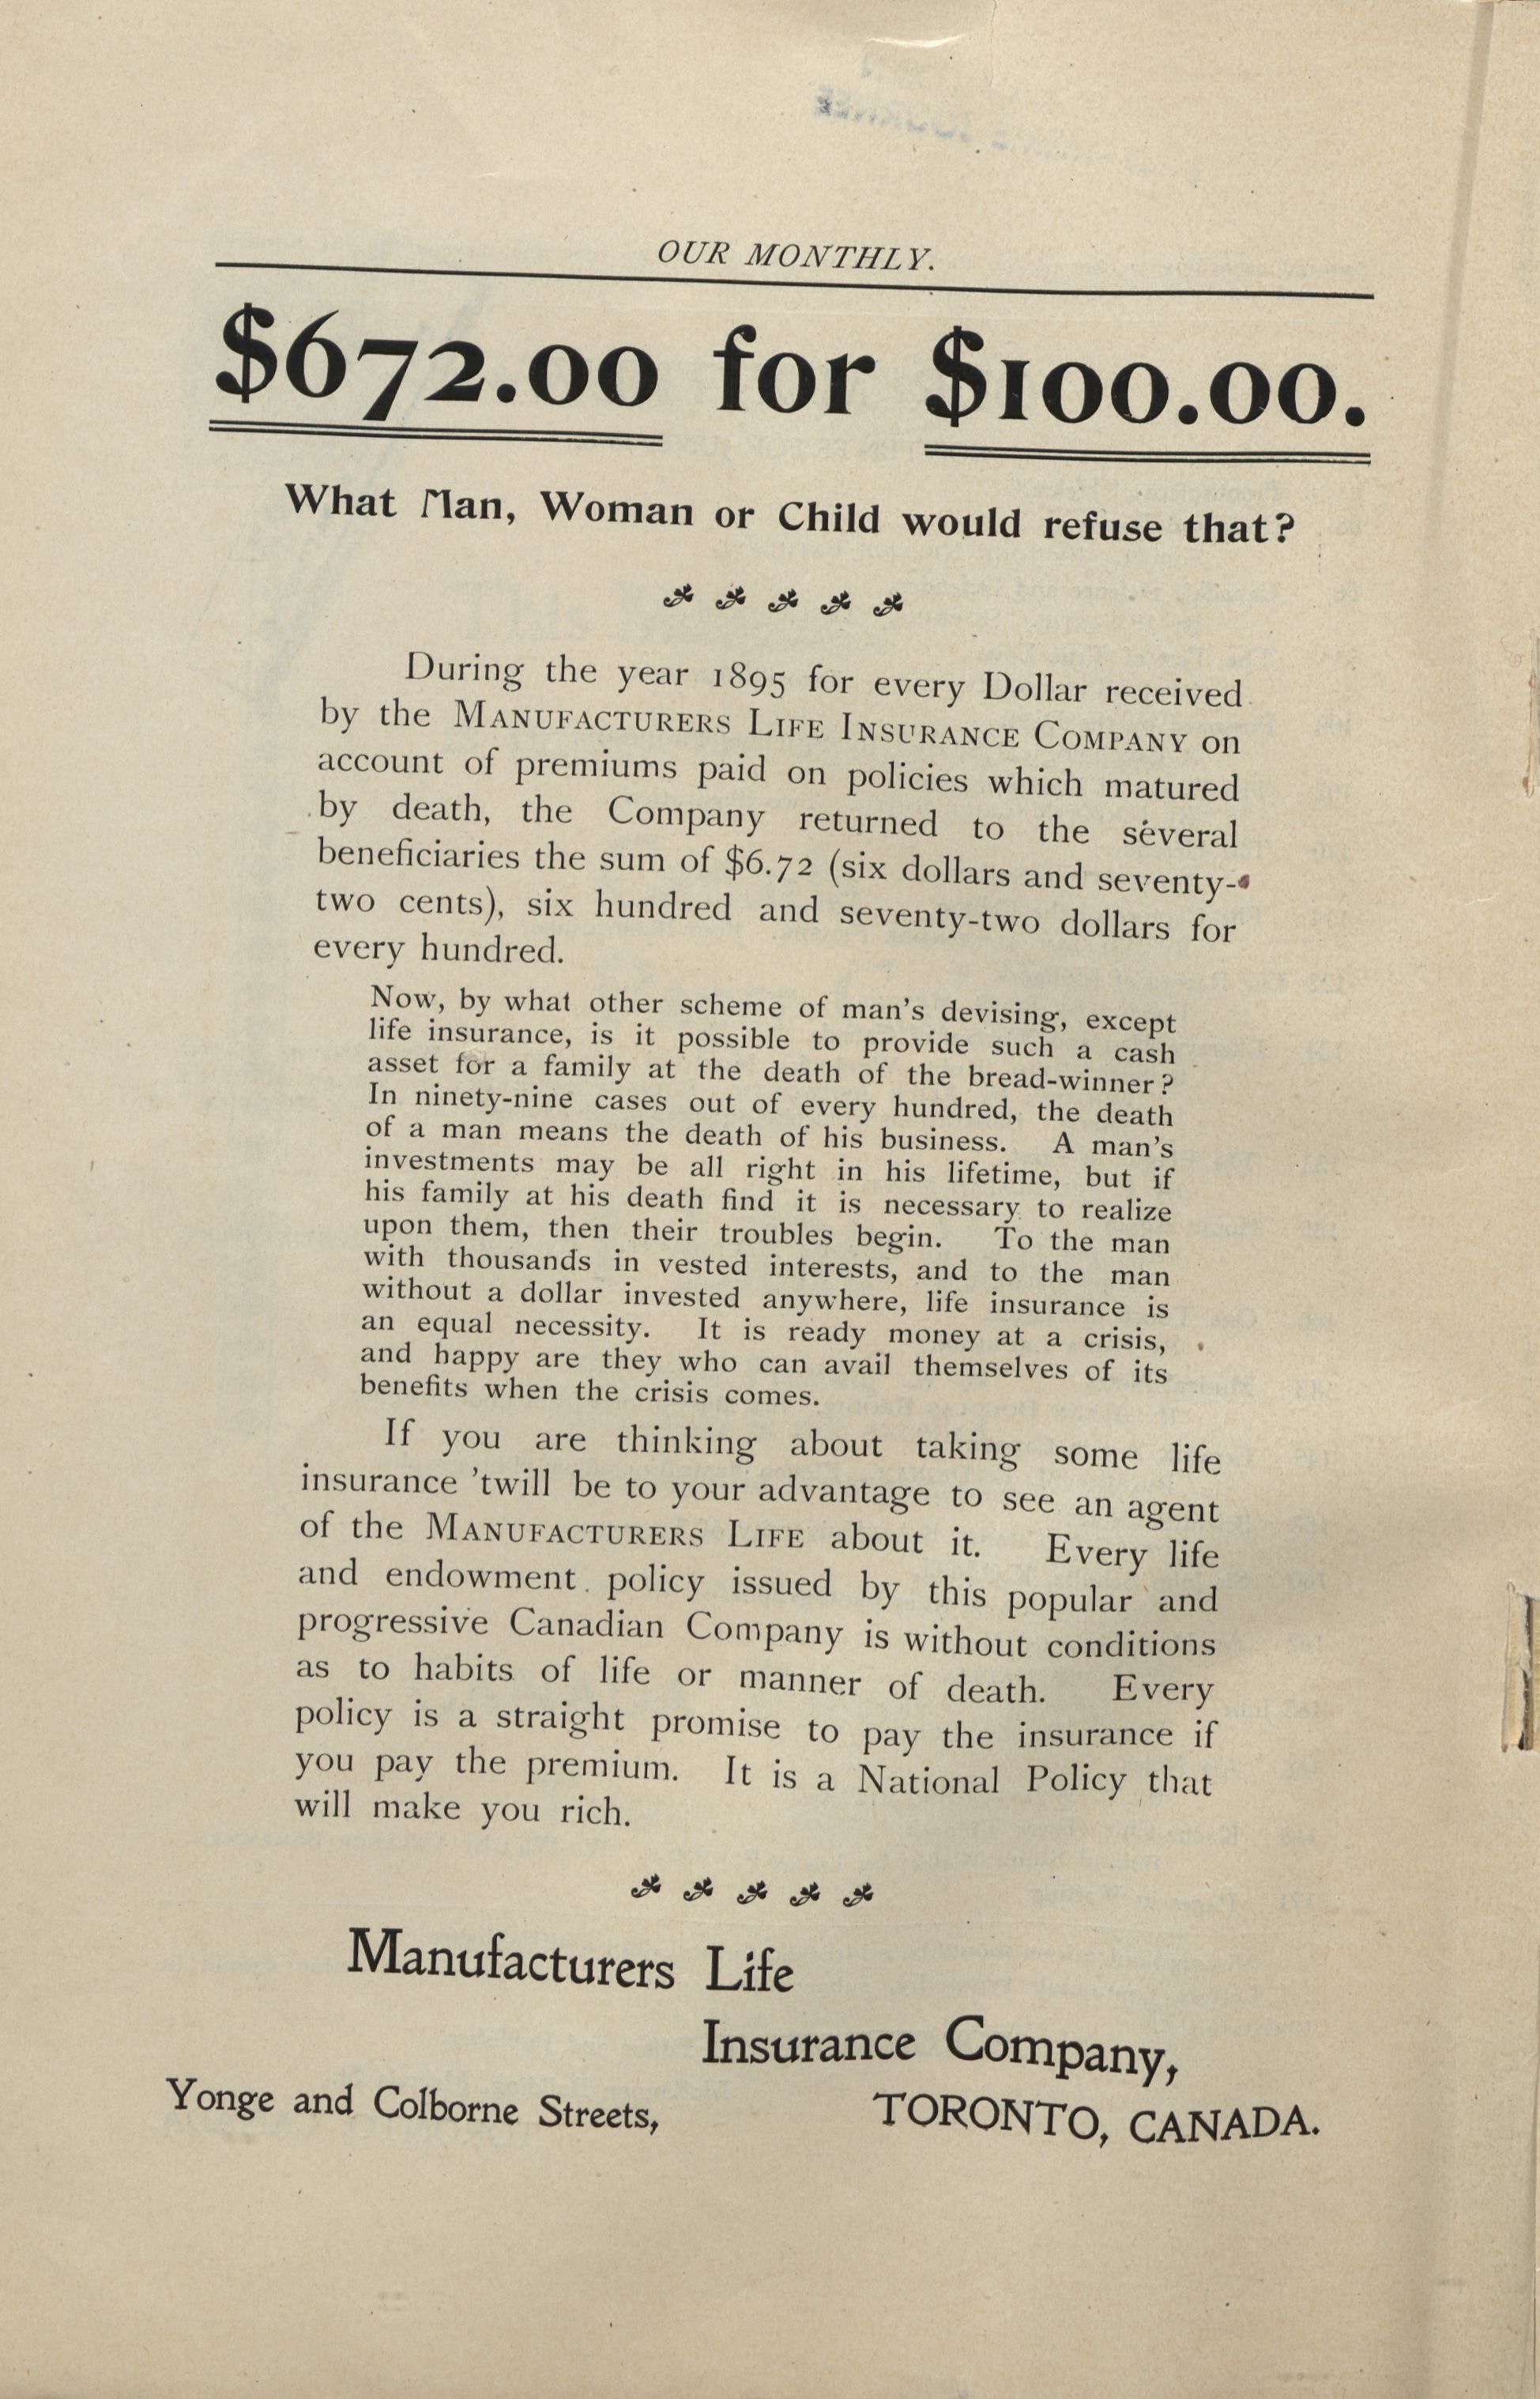 OUR MONTHLY.
$672.00 for $100.00.
What Man, Woman or Child would refuse that?
During the year 1895 for every Dollar received
by the MANUFACTURERS LIFE INSURANCE COMPANY on
account of premiums paid on policies which matured
by death, the Company returned to the several
beneficiaries the sum of $6.72 (six dollars and seventy-
two cents), six hundred and seventy-two dollars for
every hundred.
Now, by what other scheme of man's devising, except
life insurance, is it possible to provide such a cash
asset for a family at the death of the bread-winner?
In ninety-nine cases out of every hundred, the death
of a man means the death of his business. A man's
investments may be all right in his lifetime, but if
his family at his death find it is necessary to realize
upon them, then their troubles begin. To the man
with thousands in vested interests, and to the man
without a dollar invested anywhere, life insurance is
an equal necessity. It is ready money at a crisis,
and happy are they who can avail themselves of its
benefits when the crisis comes.
If you are thinking about taking some life
insurance 'twill be to your advantage to see an agent
of the MANUFACTURERS LIFE about it. Every life
and endowment policy issued by this popular and
progressive Canadian Company is without conditions
as to habits of life or manner of death. Every
policy is a straight promise to pay the insurance if
you pay the premium. It is a National Policy that
will make you rich.
Manufacturers Life
Insurance Company,
Yonge and Colborne Streets, TORONTO, CANADA.